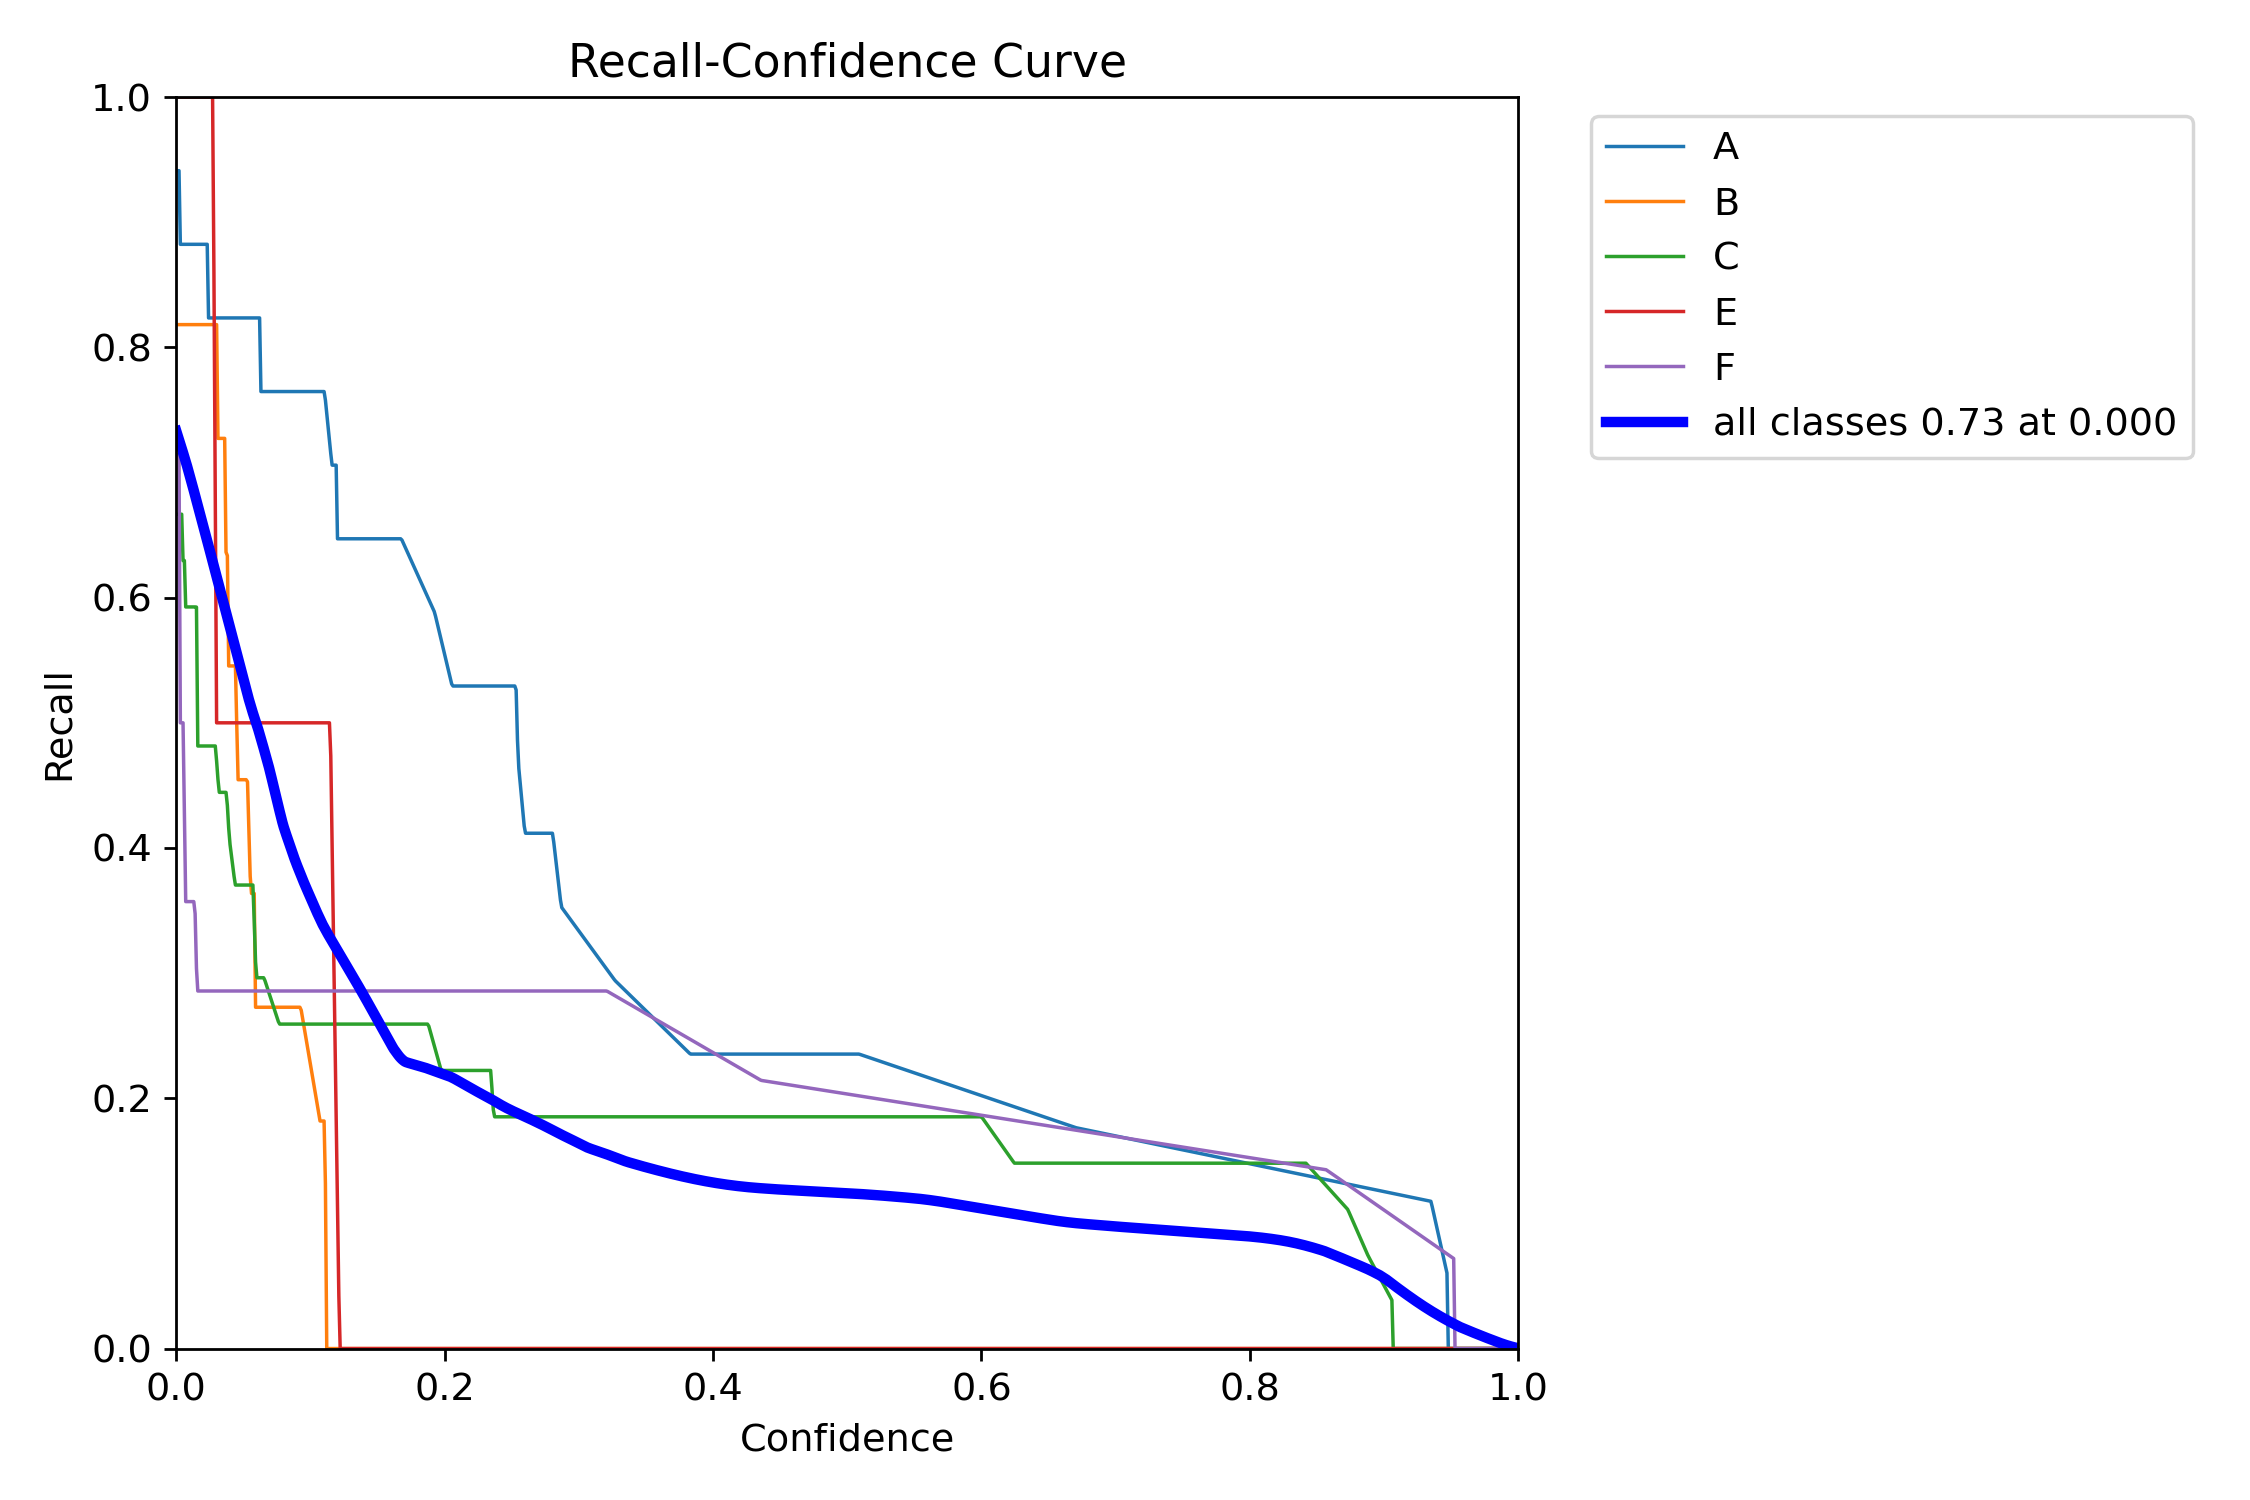 Recall-Confidence Curve
1.0
0.8
0.6
0.4
0.2
0.0
Recall
0.0 0.2 0.4 0.6 0.8 1.0
Confidence
A
B
C
E
F
all classes 0.73 at 0.000